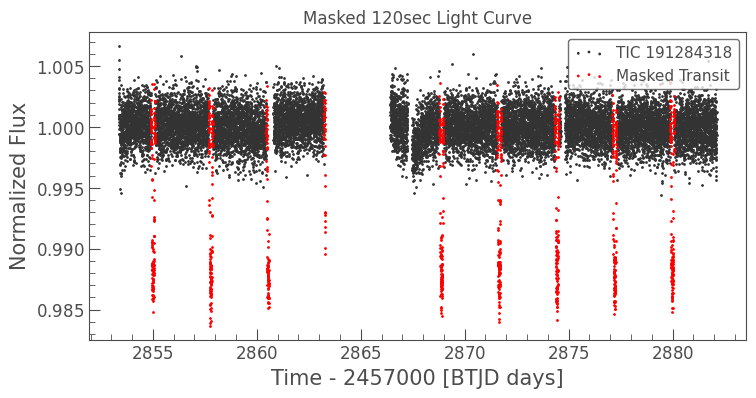 Masked 120sec Light Curve
TIC 191284318
Masked Transit
Normalized Flux
1.005
1.000
0.995
0.990
0.985
2855
2860
2865
2870
2875
2880
Time - 2457000 [BTJD days]